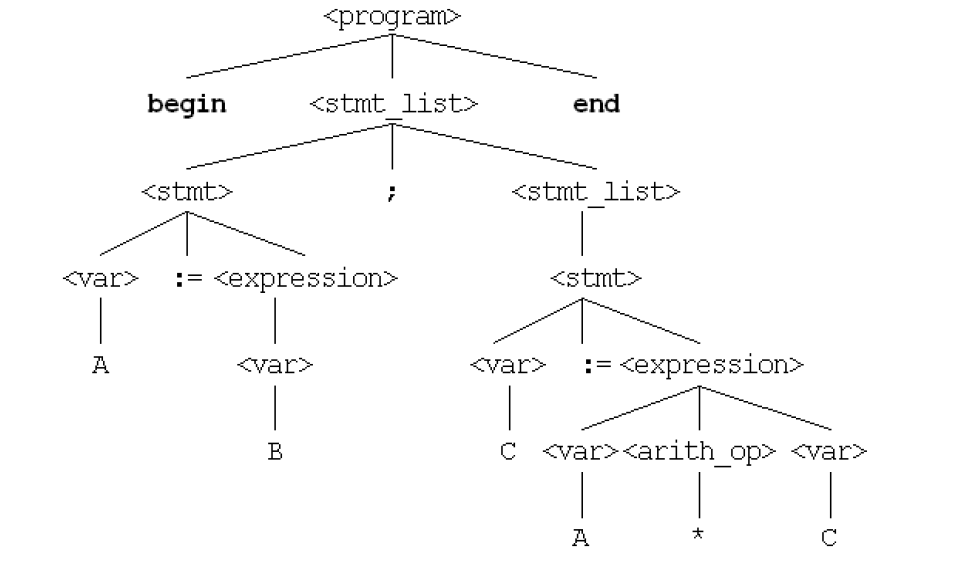 <program>
begin <stmt_list> end
<stmt> ; <stmt_list>
<var> := <expression> <stmt>
A <var> <var> := <expression>
B C <var> <arith_op> <var>
A * C